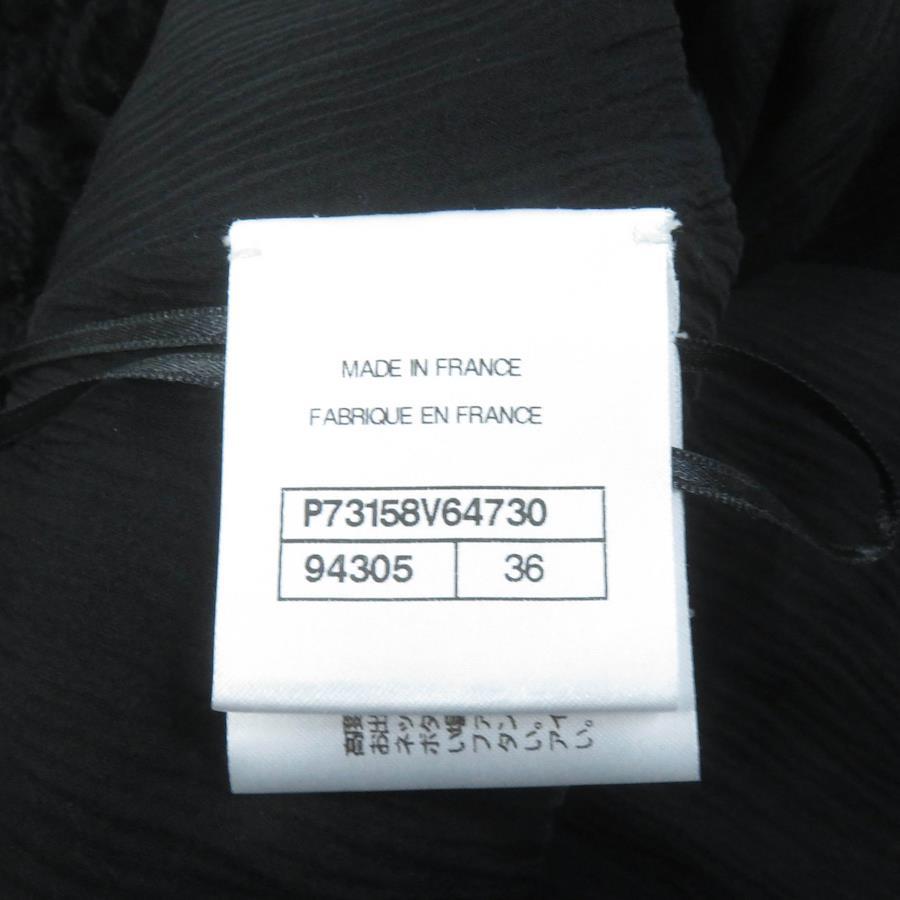 MADE IN FRANCE
FABRIQUE EN FRANCE
P73158V64730
94305 36